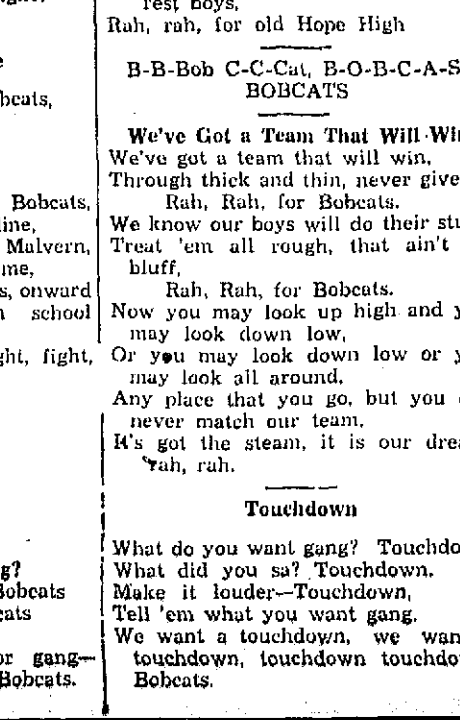 beats,
Bobcats,
line,
Malvern,
me,
s, onward
school
ght, fight,
g?
Bobcats
cats
or gang—
Bobcats.
rest boys,
Rah, rah, for old Hope High
B-B-Bob C-C-Cat, B-O-B-C-A-S
BOBCATS
We've Got a Team That Will Win
We've got a team that will win,
Through thick and thin, never give
Rah, Rah, for Bobcats.
We know our boys will do their stu
Treat 'em all rough, that ain't
bluff,
Rah, Rah, for Bobcats.
Now you may look up high and y
may look down low,
Or you may look down low or y
may look all around,
Any place that you go, but you
never match our team,
It's got the steam, it is our drea
rah, rah.
Touchdown
What do you want gang? Touchdo
What did you sa? Touchdown.
Make it louder—Touchdown,
Tell 'em what you want gang.
We want a touchdown, we wan
touchdown, touchdown touchdo
Bobcats.